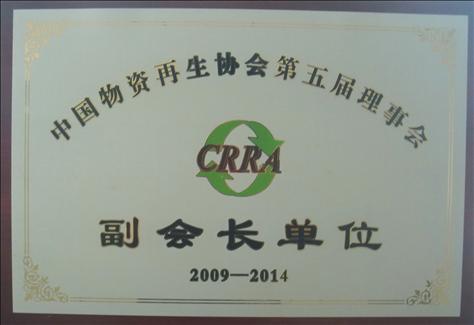 中国物资再生协会第五届理事会
CRRA
副会长单位
2009—2014